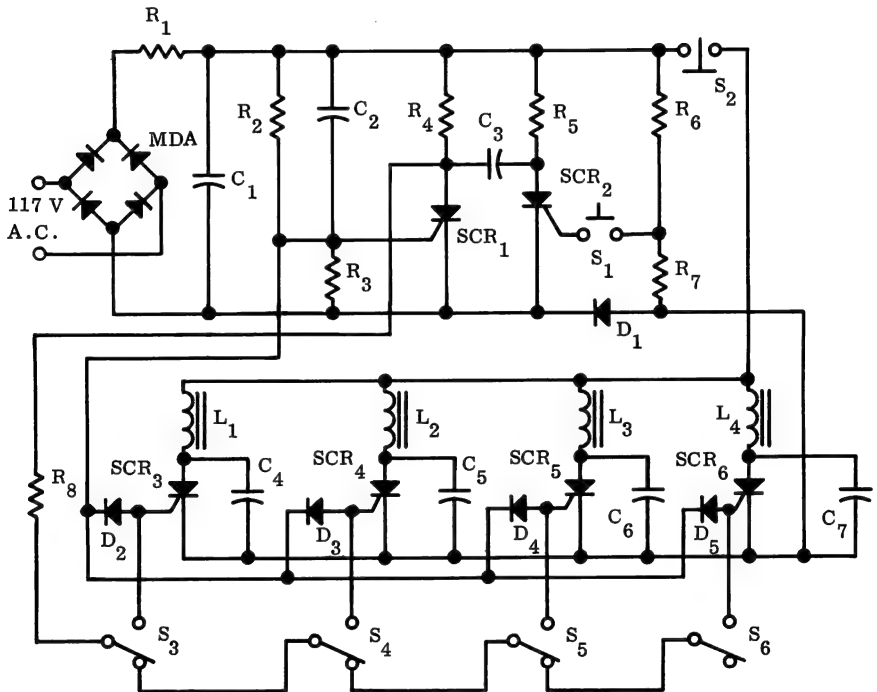 R1
MDA
117 V
A.C.
C1
R2
C2
R3
R4
C3
SCR1
R5
SCR2
S1
R6
R7
S2
D1
L1
L2
L3
L4
R8
SCR3
C4
D2
SCR4
C5
D3
SCR5
C6
D4
SCR6
C7
D5
S3
S4
S5
S6